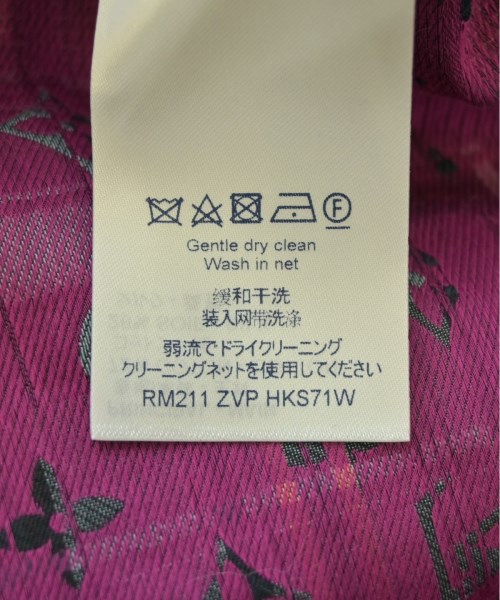 F
Gentle dry clean
Wash in net
缓和干洗
装入网带洗涤
弱流でドライクリーニング
クリーニングネットを使用してください
RM211 ZVP HKS71W